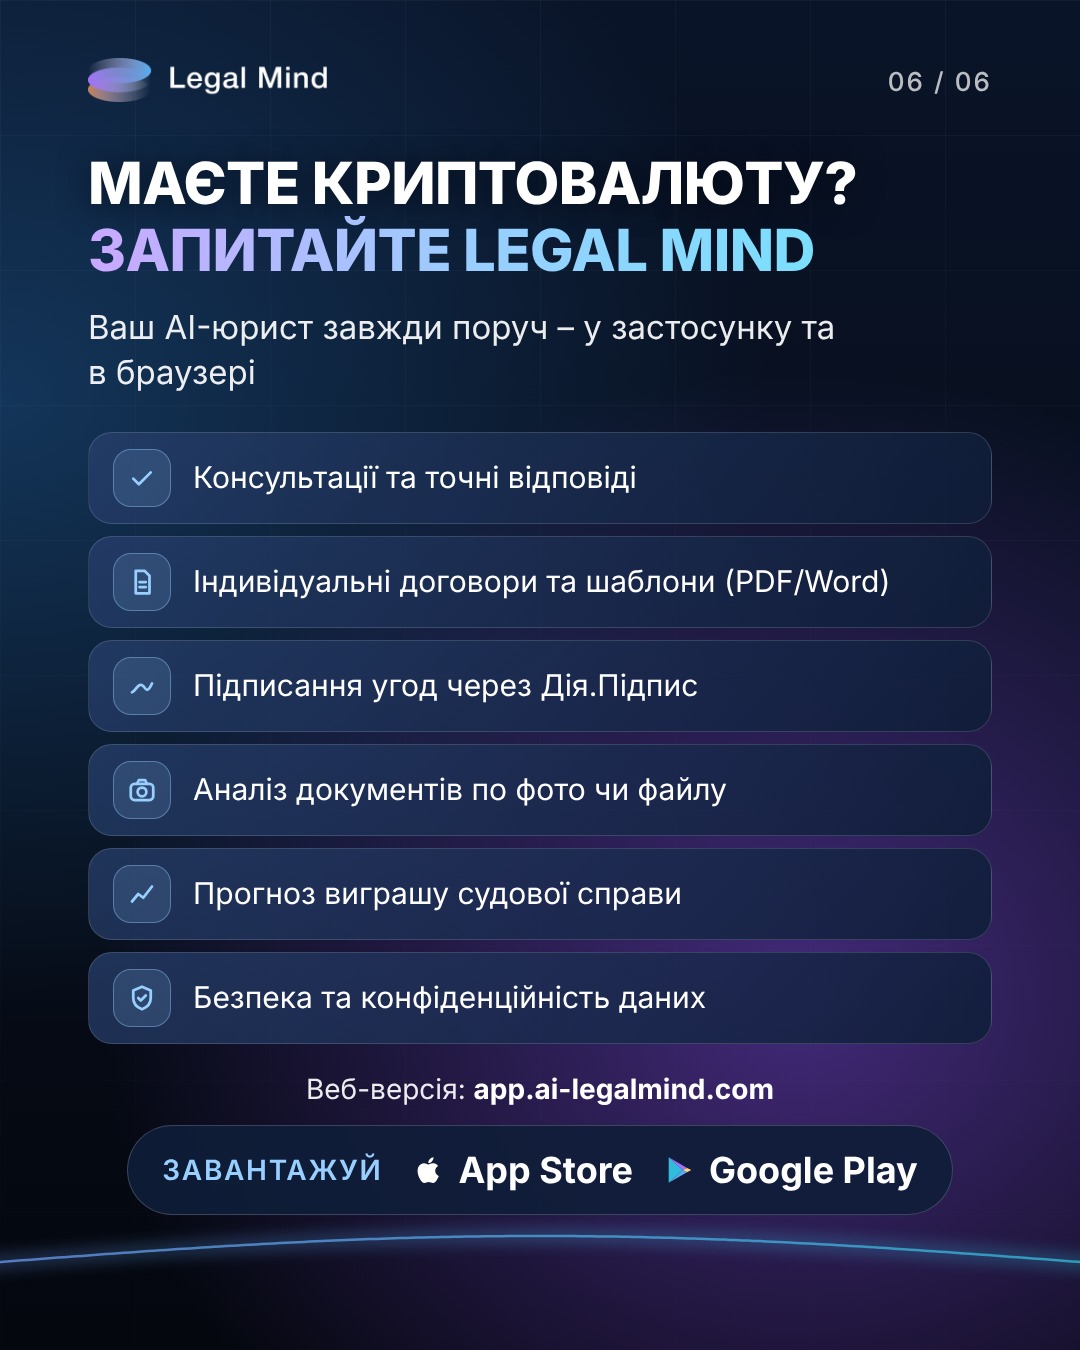 Legal Mind
06 / 06
МАЄТЕ КРИПТОВАЛЮТУ?
ЗАПИТАЙТЕ LEGAL MIND
Ваш AI-юрист завжди поруч – у застосунку та
в браузері
Консультації та точні відповіді
Індивідуальні договори та шаблони (PDF/Word)
Підписання угод через Дія.Підпис
Аналіз документів по фото чи файлу
Прогноз виграшу судової справи
Безпека та конфіденційність даних
Веб-версія: app.ai-legalmind.com
ЗАВАНТАЖУЙ App Store Google Play